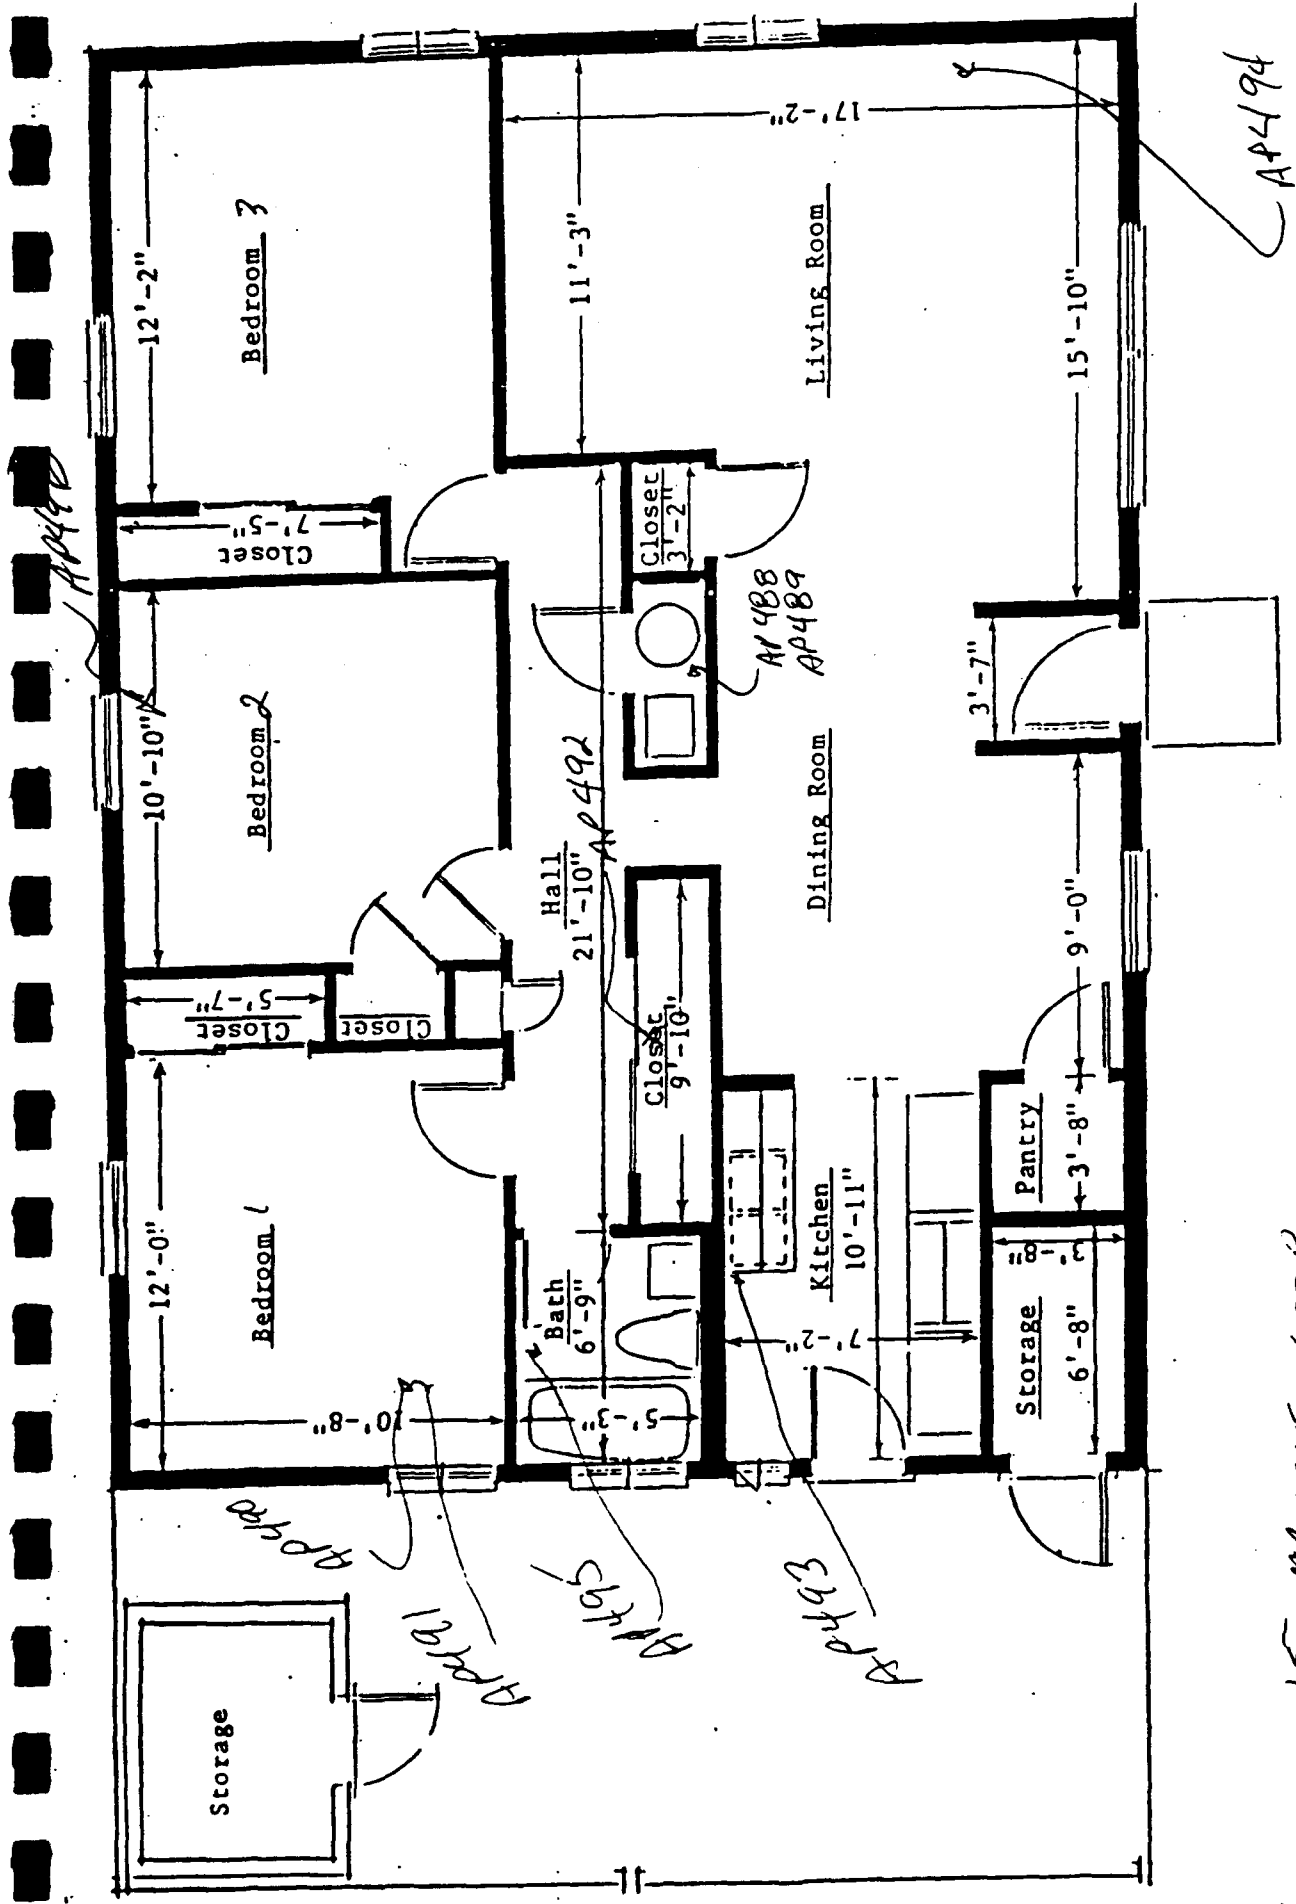 Storage
Bedroom 1
12'-0"
10'-8"
Closet
5'-7"
Closet
Bedroom 2
10'-10"
Closet
7'-5"
Bedroom 3
12'-2"
Bath
6'-9"
5'-3"
Hall
21'-10"
Closet
9'-10"
Closet
3'-2"
11'-3"
Living Room
17'-2"
15'-10"
Dining Room
9'-0"
3'-7"
Kitchen
10'-11"
7'-2"
Pantry
3'-8"
Storage
6'-8"
3'-8"
AP491
AP495
AP493
AP492
AP488
AP489
AP494